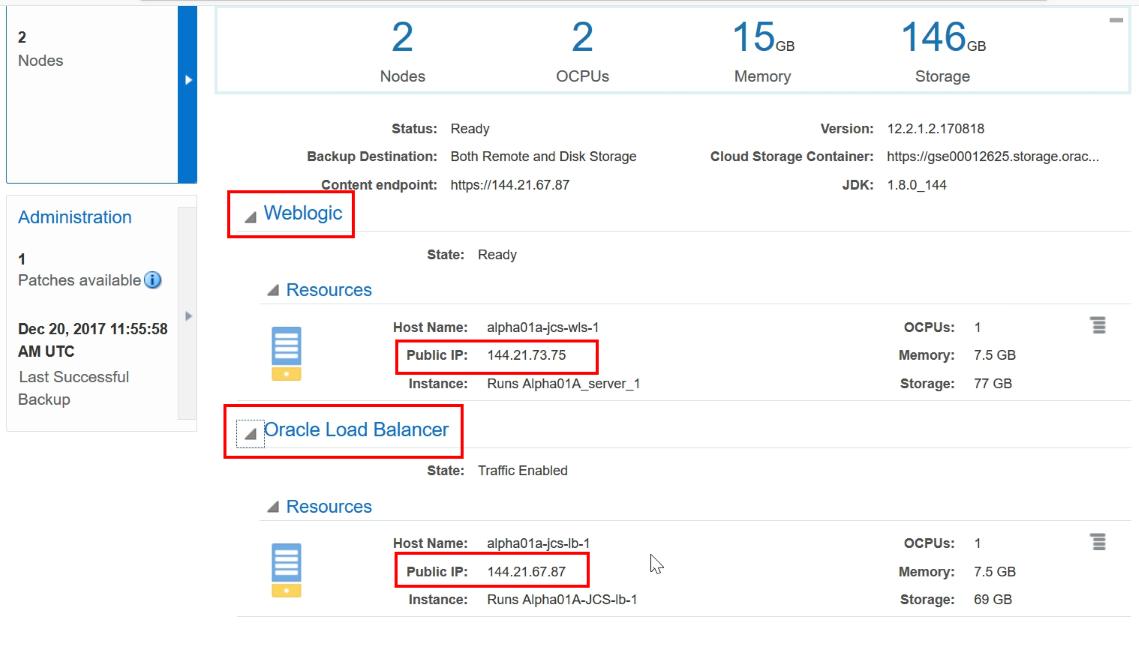 2
Nodes
2 2 15GB 146GB
Nodes OCPUs Memory Storage
Status: Ready Version: 12.2.1.2.170818
Backup Destination: Both Remote and Disk Storage Cloud Storage Container: https://gse00012625.storage.orac...
Content endpoint: https://144.21.67.87 JDK: 1.8.0_144
Administration
1
Patches available
Dec 20, 2017 11:55:58
AM UTC
Last Successful
Backup
Weblogic
State: Ready
Resources
Host Name: alpha01a-jcs-wls-1 OCPUs: 1
Public IP: 144.21.73.75 Memory: 7.5 GB
Instance: Runs Alpha01A_server_1 Storage: 77 GB
Oracle Load Balancer
State: Traffic Enabled
Resources
Host Name: alpha01a-jcs-lb-1 OCPUs: 1
Public IP: 144.21.67.87 Memory: 7.5 GB
Instance: Runs Alpha01A-JCS-lb-1 Storage: 69 GB